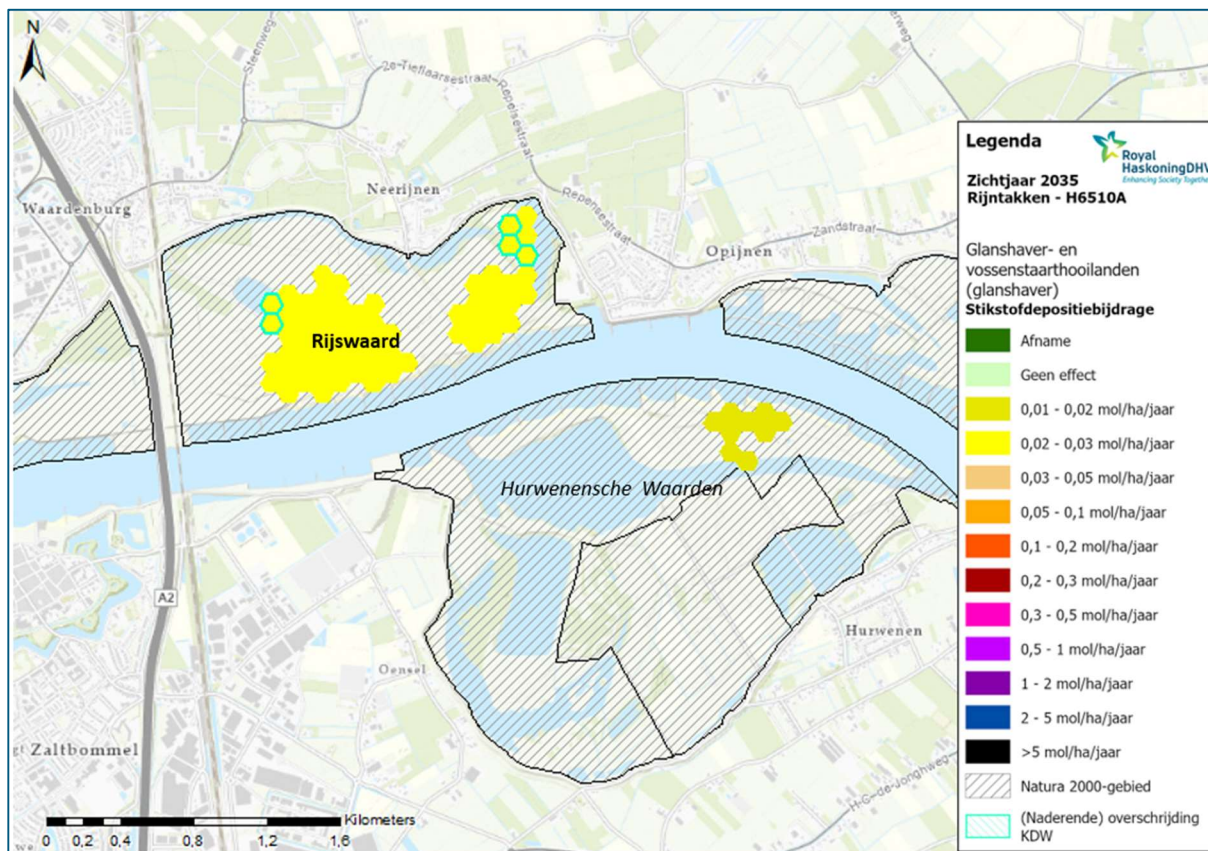 N
Steenweg
2e Tieflaarsestraat
Repelsestraat
Neerijnen
Waardenburg
Repelsestraat
Zandstraat
Opijnen
Rijswaard
Hurwenensche Waarden
A2
Hurwenen
Oensel
Zaltbommel
H-G-de-Jonghweg
Kilometers
0 0,2 0,4 0,8 1,2 1,6
Legenda
Royal
HaskoningDHV
Enhancing Society Together
Zichtjaar 2035
Rijntakken - H6510A
Glanshaver- en
vossenstaarthooilanden
(glanshaver)
Stikstofdepositiebijdrage
Afname
Geen effect
0,01 - 0,02 mol/ha/jaar
0,02 - 0,03 mol/ha/jaar
0,03 - 0,05 mol/ha/jaar
0,05 - 0,1 mol/ha/jaar
0,1 - 0,2 mol/ha/jaar
0,2 - 0,3 mol/ha/jaar
0,3 - 0,5 mol/ha/jaar
0,5 - 1 mol/ha/jaar
1 - 2 mol/ha/jaar
2 - 5 mol/ha/jaar
>5 mol/ha/jaar
Natura 2000-gebied
(Naderende) overschrijding
KDW